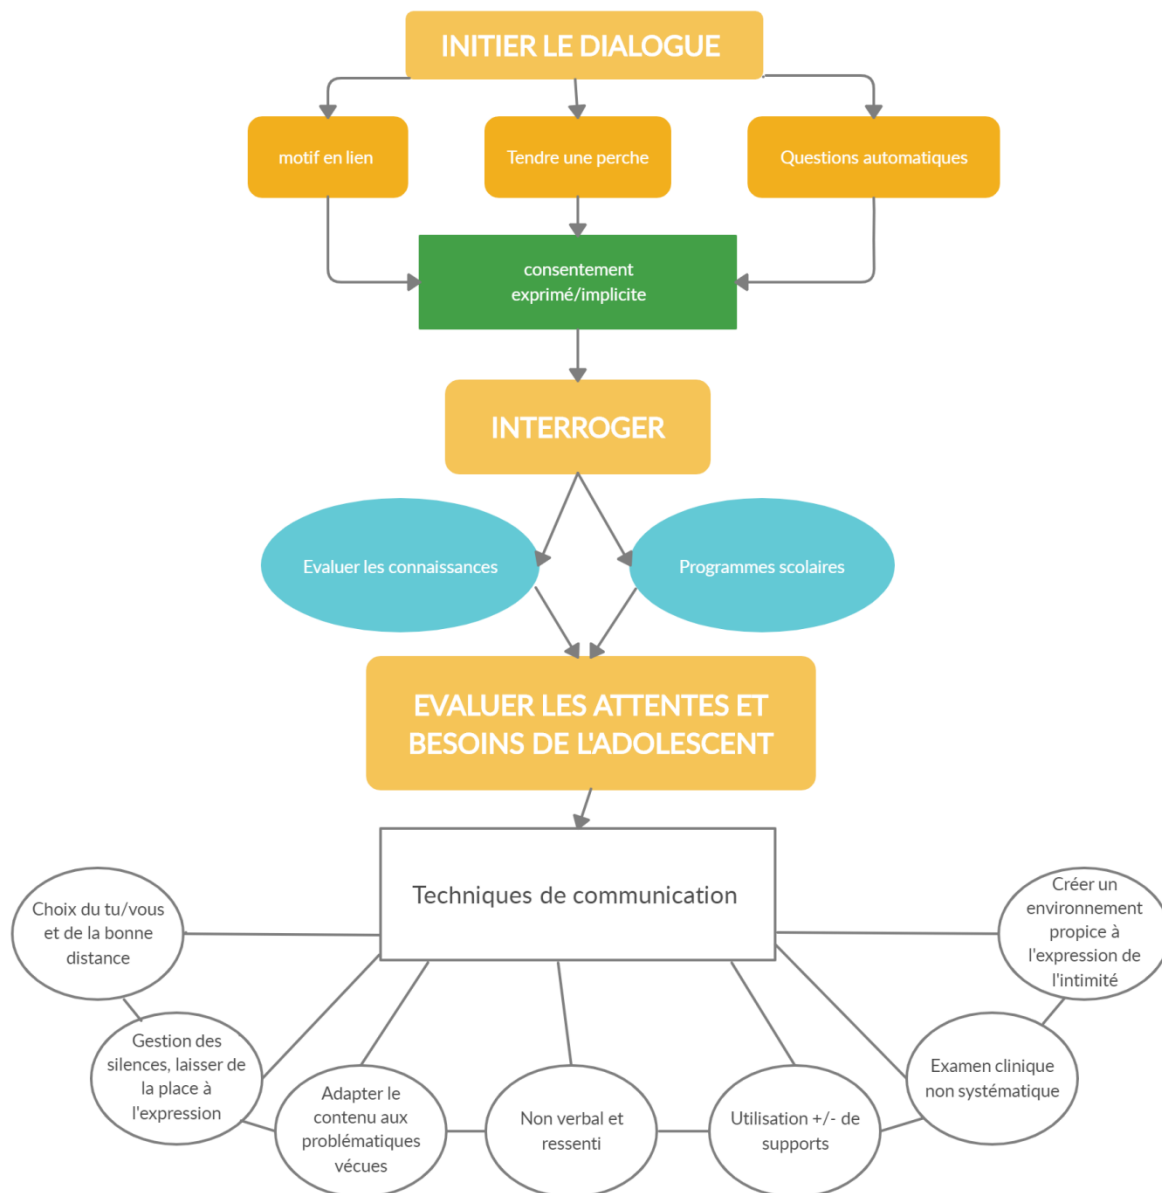 INITIER LE DIALOGUE
motif en lien
Tendre une perche
Questions automatiques
consentement
exprimé/implicite
INTERROGER
Evaluer les connaissances
Programmes scolaires
EVALUER LES ATTENTES ET
BESOINS DE L'ADOLESCENT
Techniques de communication
Choix du tu/vous
et de la bonne
distance
Gestion des
silences, laisser de
la place à
l'expression
Adapter le
contenu aux
problématiques
vécues
Non verbal et
ressenti
Utilisation +/- de
supports
Examen clinique
non systématique
Créer un
environnement
propice à
l'expression de
l'intimité